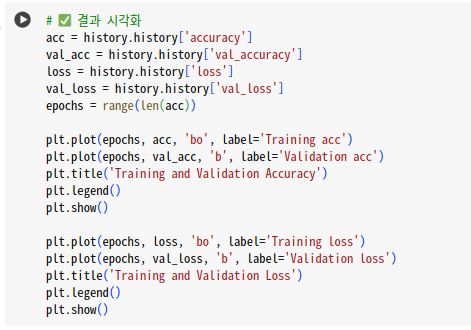 # ✅ 결과 시각화
acc = history.history['accuracy']
val_acc = history.history['val_accuracy']
loss = history.history['loss']
val_loss = history.history['val_loss']
epochs = range(len(acc))
plt.plot(epochs, acc, 'bo', label='Training acc')
plt.plot(epochs, val_acc, 'b', label='Validation acc')
plt.title('Training and Validation Accuracy')
plt.legend()
plt.show()
plt.plot(epochs, loss, 'bo', label='Training loss')
plt.plot(epochs, val_loss, 'b', label='Validation loss')
plt.title('Training and Validation Loss')
plt.legend()
plt.show()